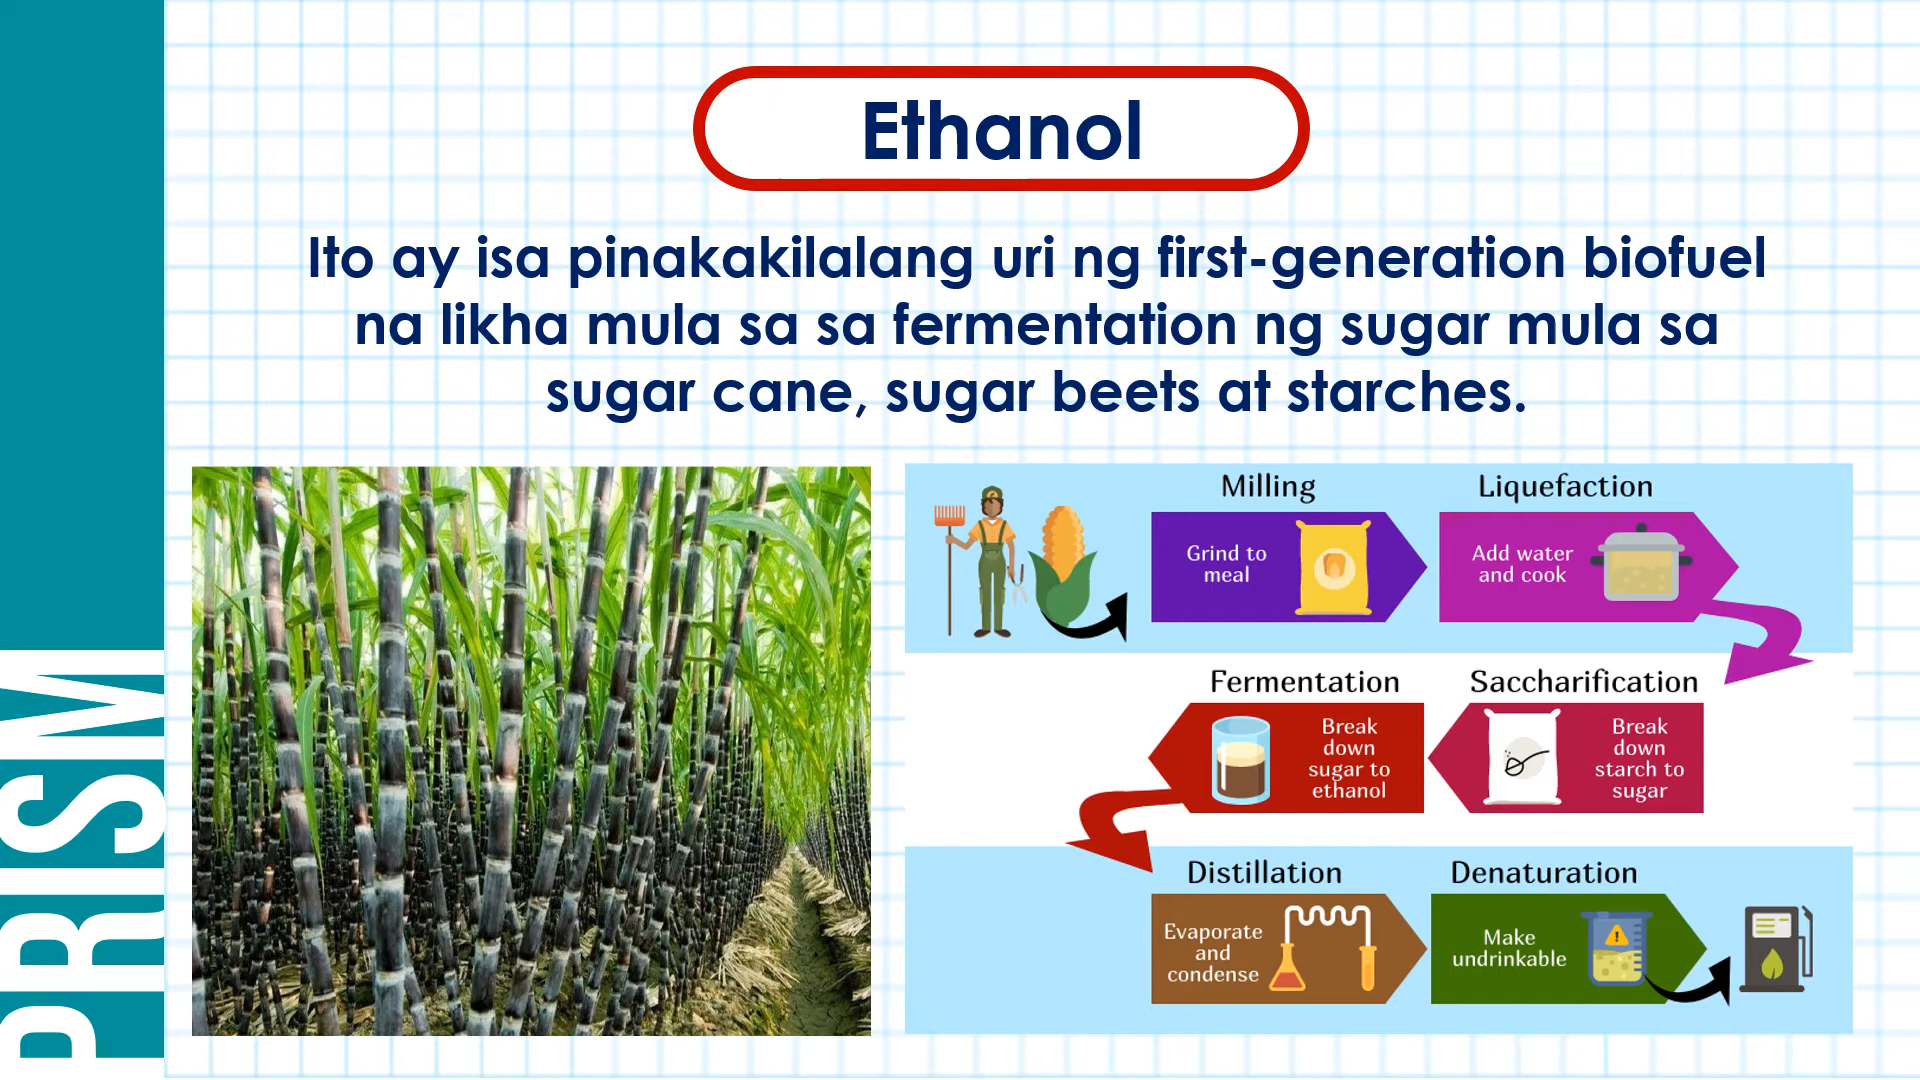 Ethanol
Ito ay isa pinakakilalang uri ng first-generation biofuel
na likha mula sa sa fermentation ng sugar mula sa
sugar cane, sugar beets at starches.
Milling
Grind to
meal
Liquefaction
Add water
and cook
Saccharification
Break
down
starch to
sugar
Fermentation
Break
down
sugar to
ethanol
Distillation
Evaporate
and
condense
Denaturation
Make
undrinkable
PRISM